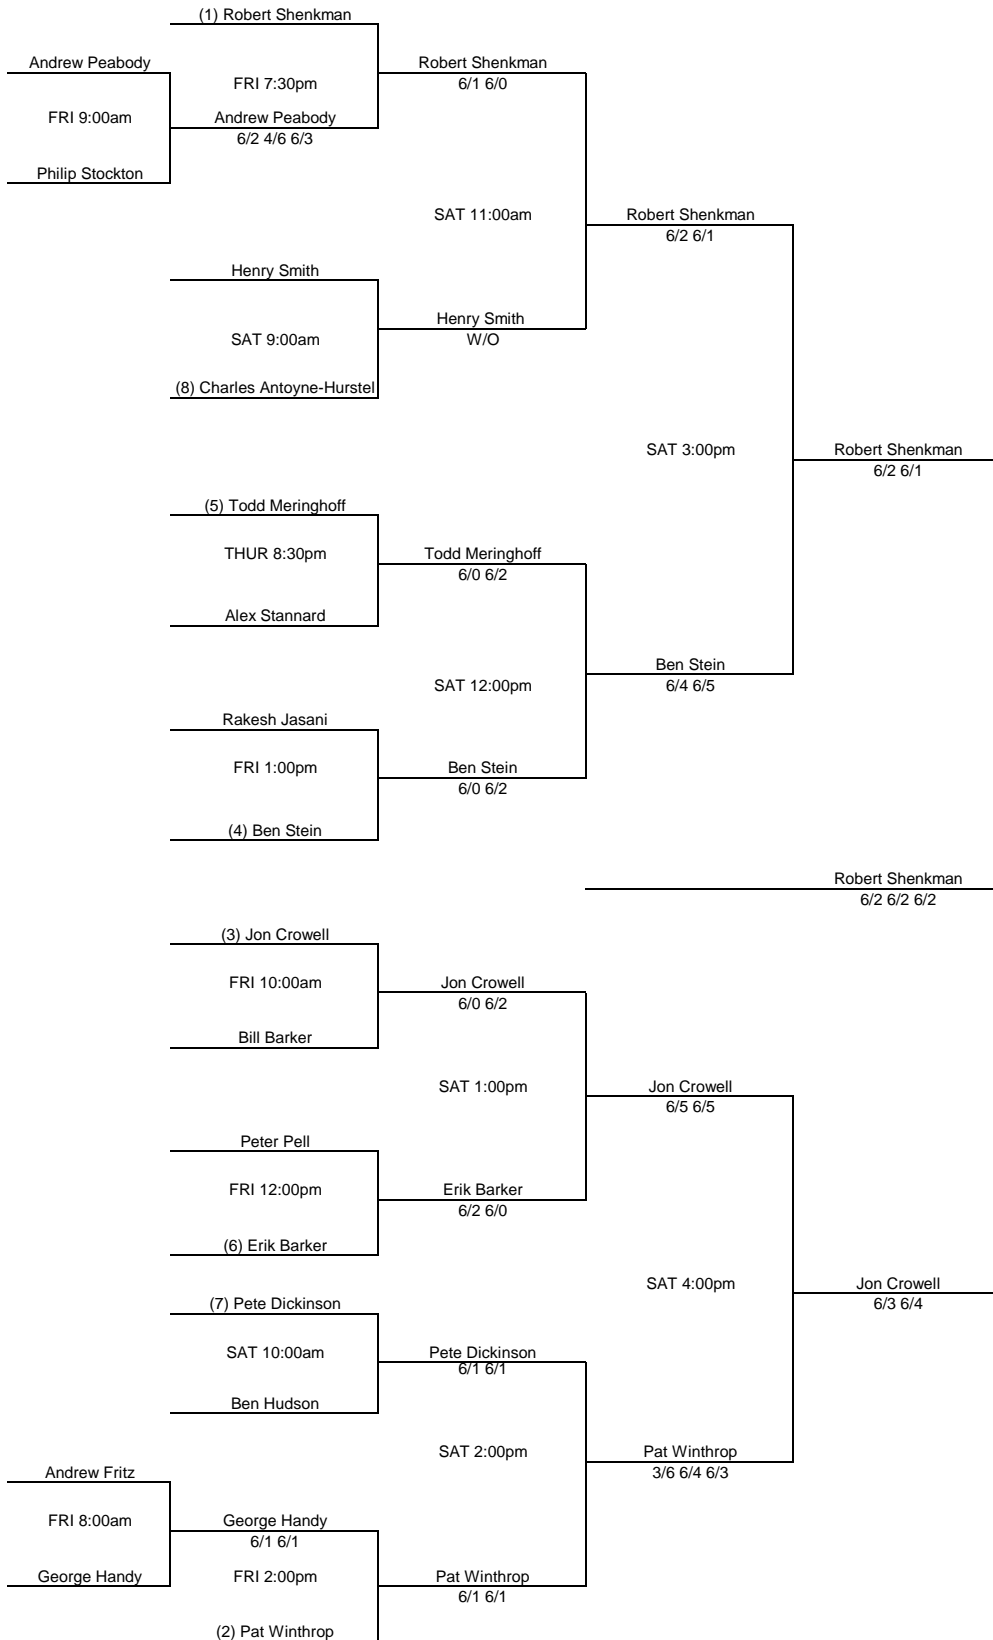 (1) Robert Shenkman
Andrew Peabody
Robert Shenkman
FRI 7:30pm
6/1 6/0
FRI 9:00am
Andrew Peabody
6/2 4/6 6/3
Philip Stockton
SAT 11:00am
Robert Shenkman
6/2 6/1
Henry Smith
Henry Smith
SAT 9:00am
W/O
(8) Charles Antoyne-Hurstel
SAT 3:00pm
Robert Shenkman
6/2 6/1
(5) Todd Meringhoff
THUR 8:30pm
Todd Meringhoff
6/0 6/2
Alex Stannard
Ben Stein
SAT 12:00pm
6/4 6/5
Rakesh Jasani
FRI 1:00pm
Ben Stein
6/0 6/2
(4) Ben Stein
Robert Shenkman
6/2 6/2 6/2
(3) Jon Crowell
FRI 10:00am
Jon Crowell
6/0 6/2
Bill Barker
SAT 1:00pm
Jon Crowell
6/5 6/5
Peter Pell
FRI 12:00pm
Erik Barker
6/2 6/0
(6) Erik Barker
SAT 4:00pm
Jon Crowell
6/3 6/4
(7) Pete Dickinson
SAT 10:00am
Pete Dickinson
6/1 6/1
Ben Hudson
SAT 2:00pm
Pat Winthrop
3/6 6/4 6/3
Andrew Fritz
FRI 8:00am
George Handy
6/1 6/1
George Handy
FRI 2:00pm
Pat Winthrop
6/1 6/1
(2) Pat Winthrop